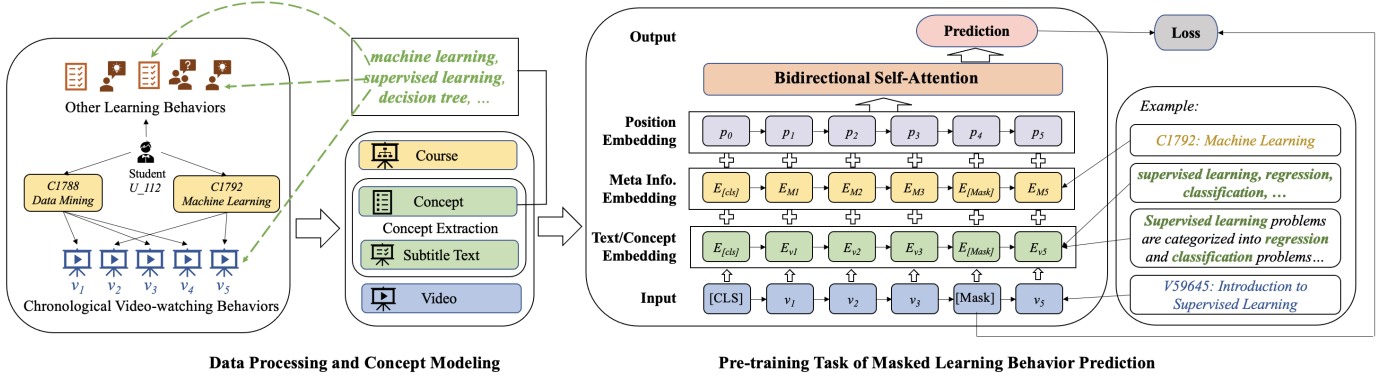 Other Learning Behaviors
Student
U_112
C1788
Data Mining
C1792
Machine Learning
v1 v2 v3 v4 v5
Chronological Video-watching Behaviors
machine learning,
supervised learning,
decision tree, ...
Course
Concept
Concept Extraction
Subtitle Text
Video
Data Processing and Concept Modeling
Output
Prediction
Loss
Bidirectional Self-Attention
Position
Embedding
p0 p1 p2 p3 p4 p5
Meta Info.
Embedding
E[cls] EM1 EM2 EM3 E[Mask] EM5
Text/Concept
Embedding
E[cls] Ev1 Ev2 Ev3 E[Mask] Ev5
Input
[CLS] v1 v2 v3 [Mask] v5
Example:
C1792: Machine Learning
supervised learning, regression,
classification, ...
Supervised learning problems
are categorized into regression
and classification problems...
V59645: Introduction to
Supervised Learning
Pre-training Task of Masked Learning Behavior Prediction